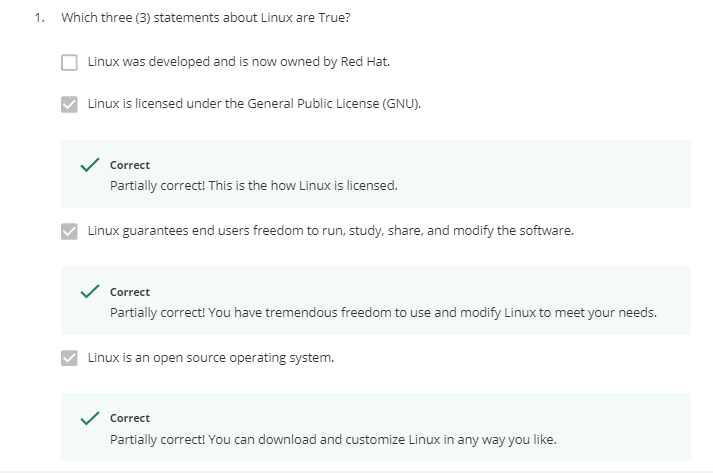 1. Which three (3) statements about Linux are True?
Linux was developed and is now owned by Red Hat.
Linux is licensed under the General Public License (GNU).
Correct
Partially correct! This is the how Linux is licensed.
Linux guarantees end users freedom to run, study, share, and modify the software.
Correct
Partially correct! You have tremendous freedom to use and modify Linux to meet your needs.
Linux is an open source operating system.
Correct
Partially correct! You can download and customize Linux in any way you like.